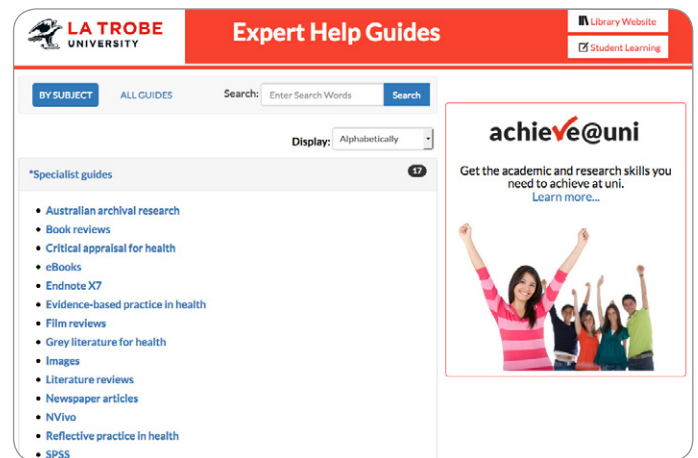 LA TROBE
UNIVERSITY
Expert Help Guides
Library Website
Student Learning
BY SUBJECT
ALL GUIDES
Search:
Enter Search Words
Search
Display:
Alphabetically
*Specialist guides
17
Australian archival research
Book reviews
Critical appraisal for health
eBooks
Endnote X7
Evidence-based practice in health
Film reviews
Grey literature for health
Images
Literature reviews
Newspaper articles
NVivo
Reflective practice in health
SPSS
achieve@uni
Get the academic and research skills you
need to achieve at uni.
Learn more...